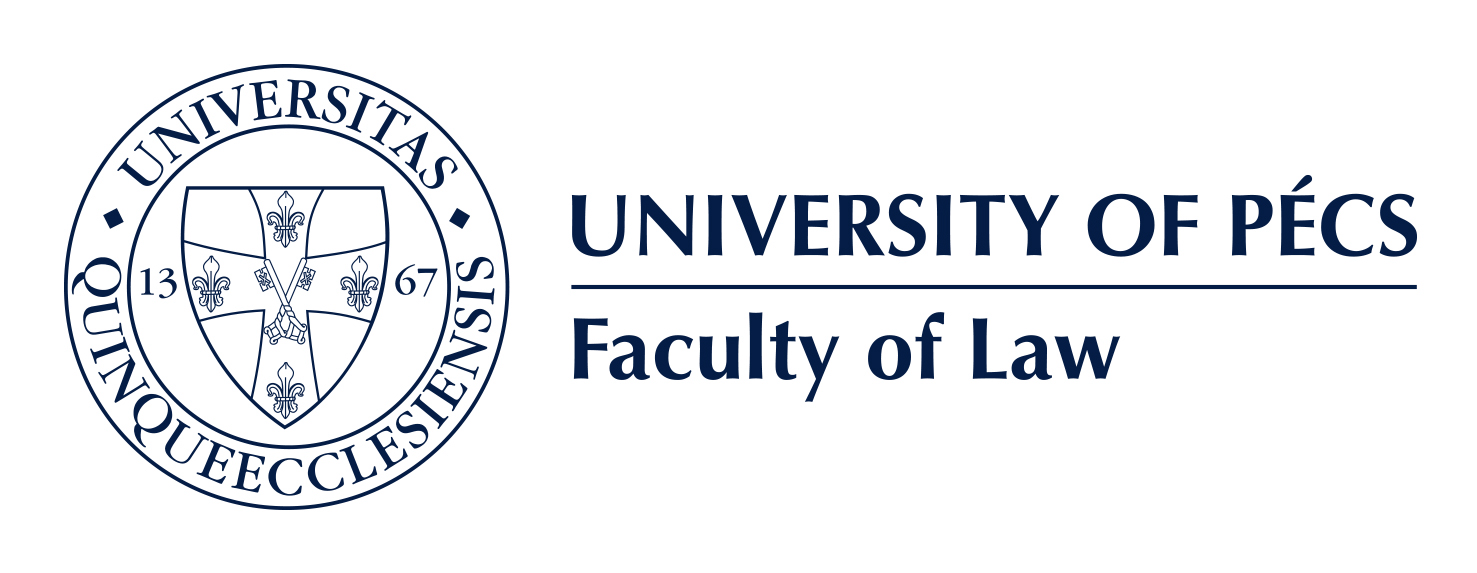 UNIVERSITAS
QUINQUEECCLESIENSIS
13 67
UNIVERSITY OF PÉCS
Faculty of Law